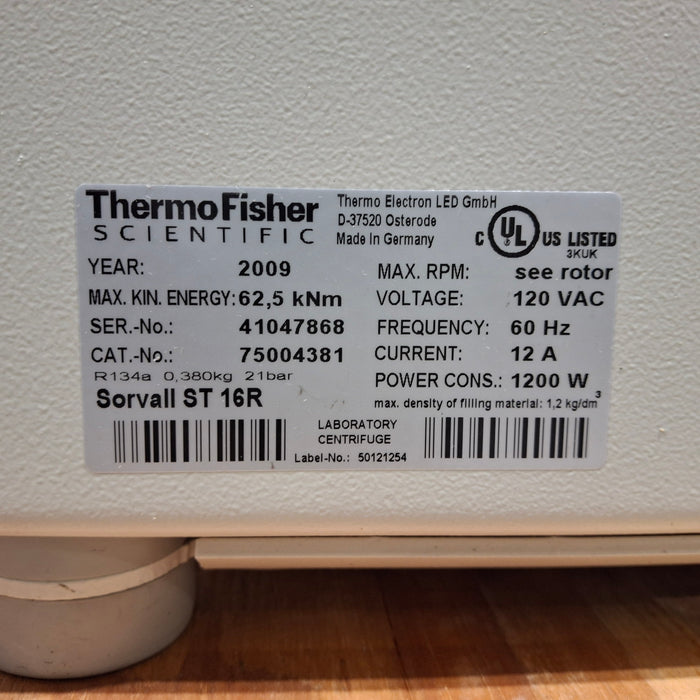 ThermoFisher
SCIENTIFIC
Thermo Electron LED GmbH
D-37520 Osterode
Made in Germany
C UL US LISTED
3KUK
YEAR: 2009
MAX. KIN. ENERGY: 62,5 kNm
SER.-No.: 41047868
CAT.-No.: 75004381
R134a 0,380kg 21bar
Sorvall ST 16R
MAX. RPM: see rotor
VOLTAGE: 120 VAC
FREQUENCY: 60 Hz
CURRENT: 12 A
POWER CONS.: 1200 W
max. density of filling material: 1,2 kg/dm³
LABORATORY
CENTRIFUGE
Label-No.: 50121254